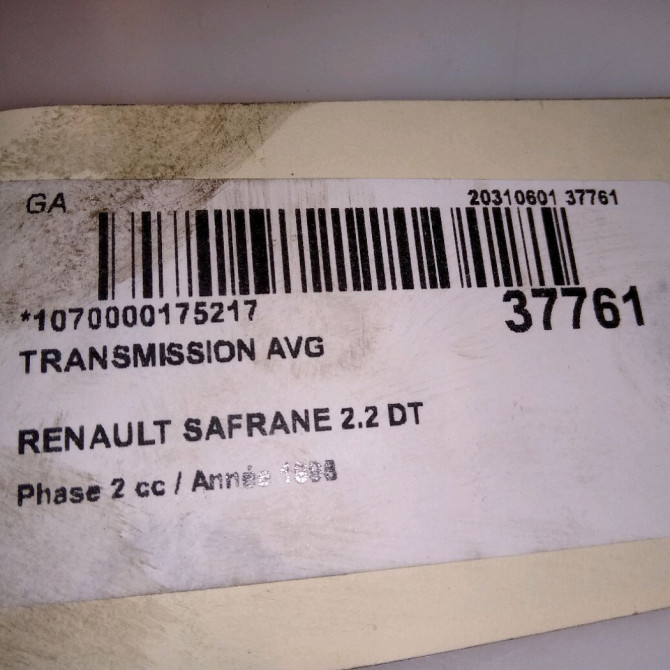 GA
20310601 37761
*1070000175217
37761
TRANSMISSION AVG
RENAULT SAFRANE 2.2 DT
Phase 2 cc / Année